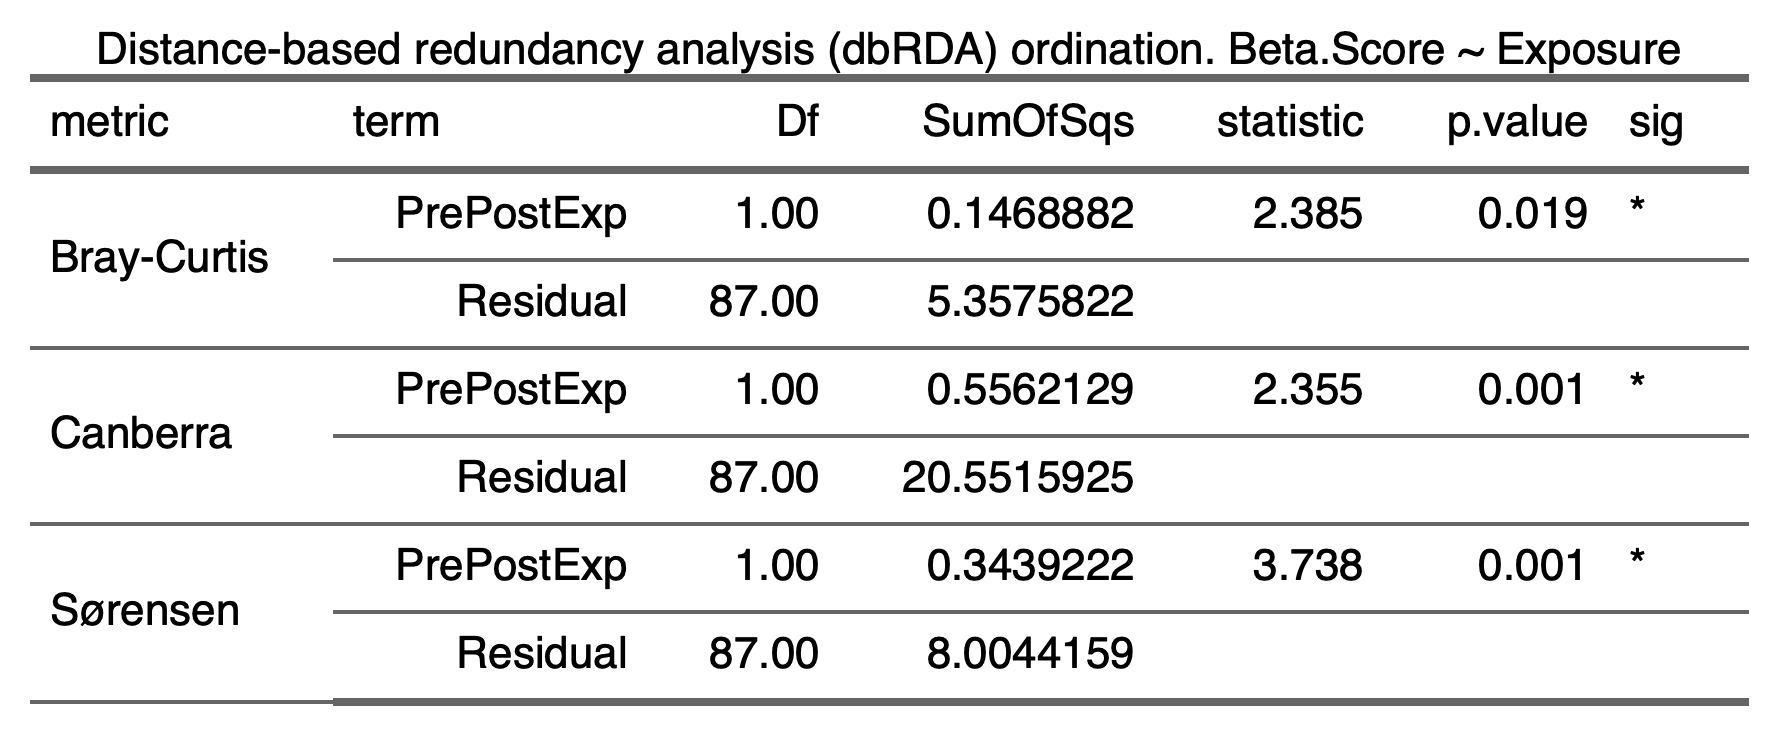 Distance-based redundancy analysis (dbRDA) ordination. Beta.Score ~ Exposure
metric term Df SumOfSqs statistic p.value sig
Bray-Curtis PrePostExp 1.00 0.1468882 2.385 0.019 *
Residual 87.00 5.3575822
Canberra PrePostExp 1.00 0.5562129 2.355 0.001 *
Residual 87.00 20.5515925
Sørensen PrePostExp 1.00 0.3439222 3.738 0.001 *
Residual 87.00 8.0044159